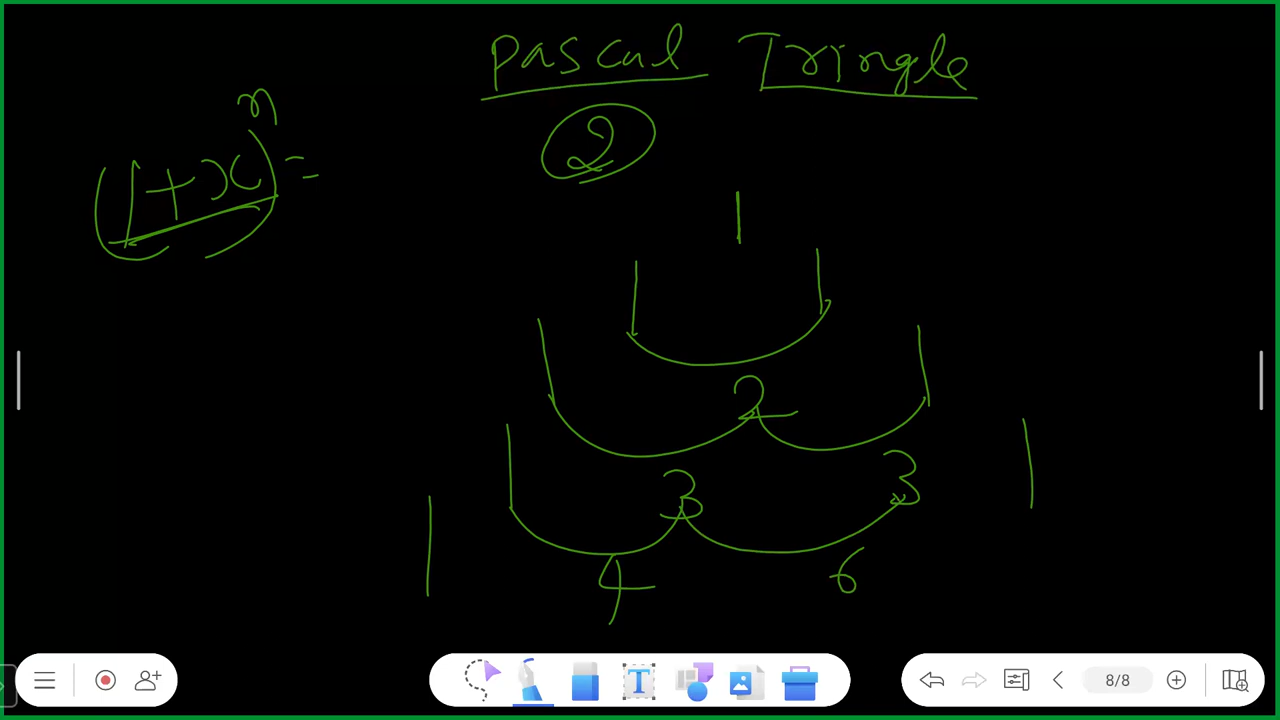 Pascal Tringle
(1+x)^n =
2
1
1 1
1 2 1
1 3 3 1
1 4 6
T
8/8